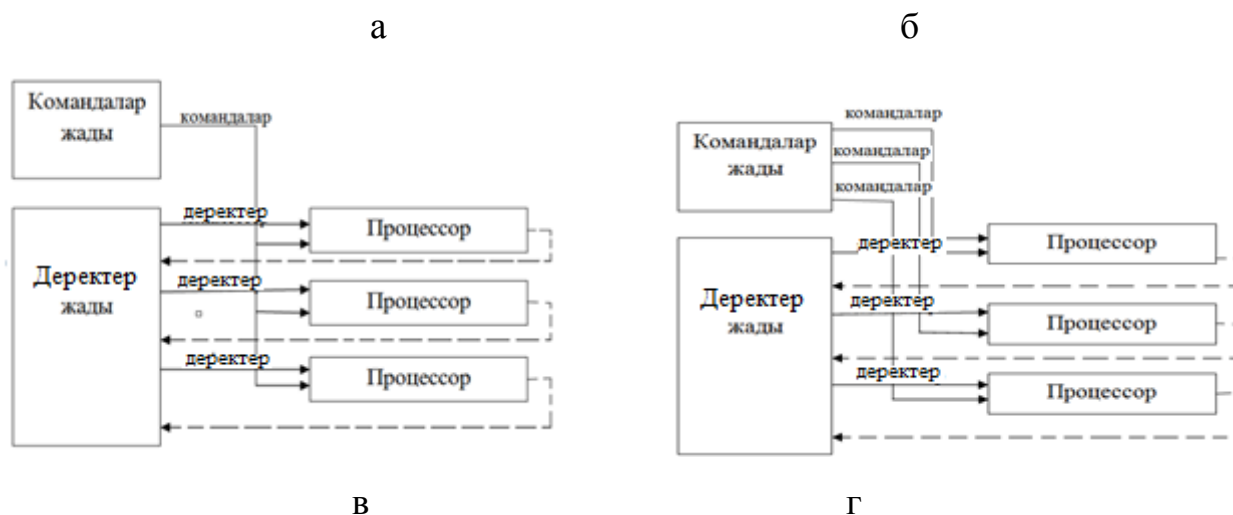 а
б
Командалар
жады
командалар
деректер
Процессор
Деректер
жады
деректер
Процессор
деректер
Процессор
командалар
Командалар
жады
командалар
командалар
деректер
Процессор
Деректер
жады
деректер
Процессор
деректер
Процессор
в
г